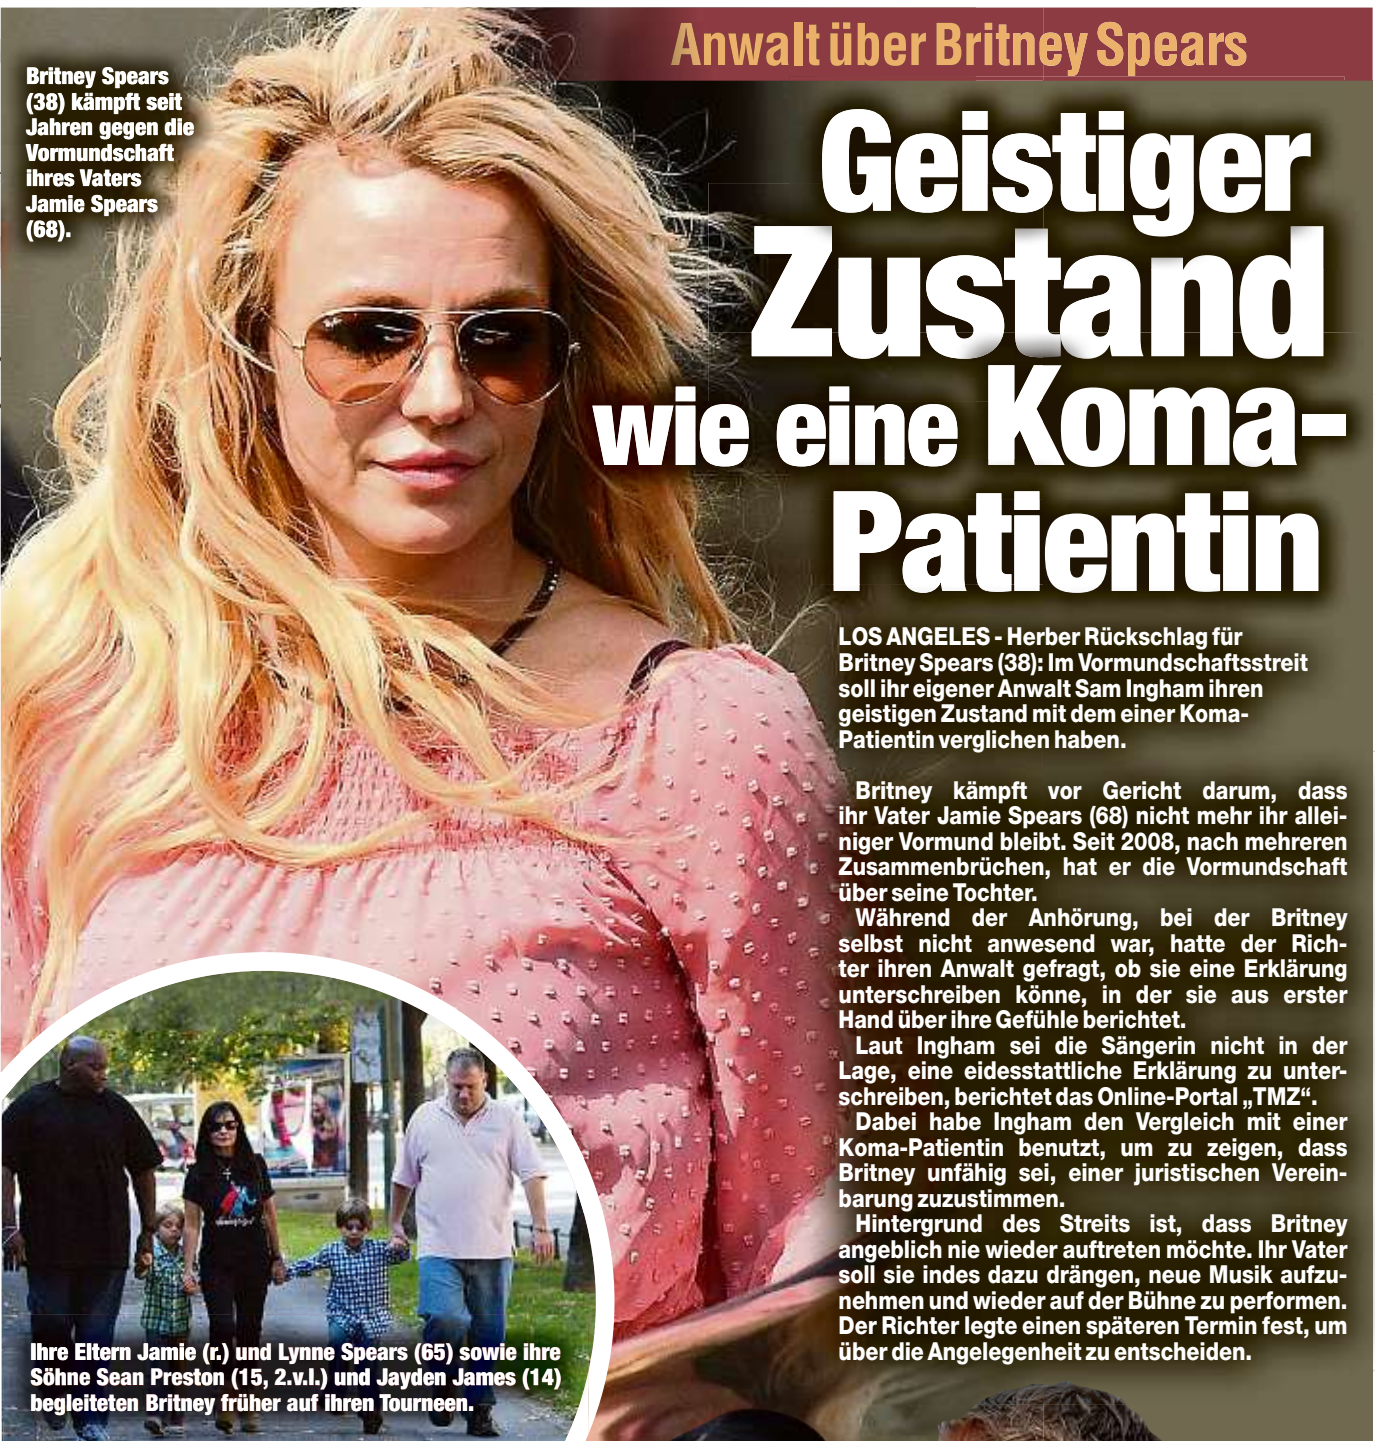 Anwalt über Britney Spears
Britney Spears
(38) kämpft seit
Jahren gegen die
Vormundschaft
ihres Vaters
Jamie Spears
(68).
Geistiger
Zustand
wie eine Koma-
Patientin
LOS ANGELES - Herber Rückschlag für
Britney Spears (38): Im Vormundschaftsstreit
soll ihr eigener Anwalt Sam Ingham ihren
geistigen Zustand mit dem einer Koma-
Patientin verglichen haben.
Britney kämpft vor Gericht darum, dass
ihr Vater Jamie Spears (68) nicht mehr ihr allei-
niger Vormund bleibt. Seit 2008, nach mehreren
Zusammenbrüchen, hat er die Vormundschaft
über seine Tochter.
Während der Anhörung, bei der Britney
selbst nicht anwesend war, hatte der Rich-
ter ihren Anwalt gefragt, ob sie eine Erklärung
unterschreiben könne, in der sie aus erster
Hand über ihre Gefühle berichtet.
Laut Ingham sei die Sängerin nicht in der
Lage, eine eidesstattliche Erklärung zu unter-
schreiben, berichtet das Online-Portal „TMZ“.
Dabei habe Ingham den Vergleich mit einer
Koma-Patientin benutzt, um zu zeigen, dass
Britney unfähig sei, einer juristischen Verein-
barung zuzustimmen.
Hintergrund des Streits ist, dass Britney
angeblich nie wieder auftreten möchte. Ihr Vater
soll sie indes dazu drängen, neue Musik aufzu-
nehmen und wieder auf der Bühne zu performen.
Der Richter legte einen späteren Termin fest, um
über die Angelegenheit zu entscheiden.
Ihre Eltern Jamie (r.) und Lynne Spears (65) sowie ihre
Söhne Sean Preston (15, 2.v.l.) und Jayden James (14)
begleiteten Britney früher auf ihren Tourneen.